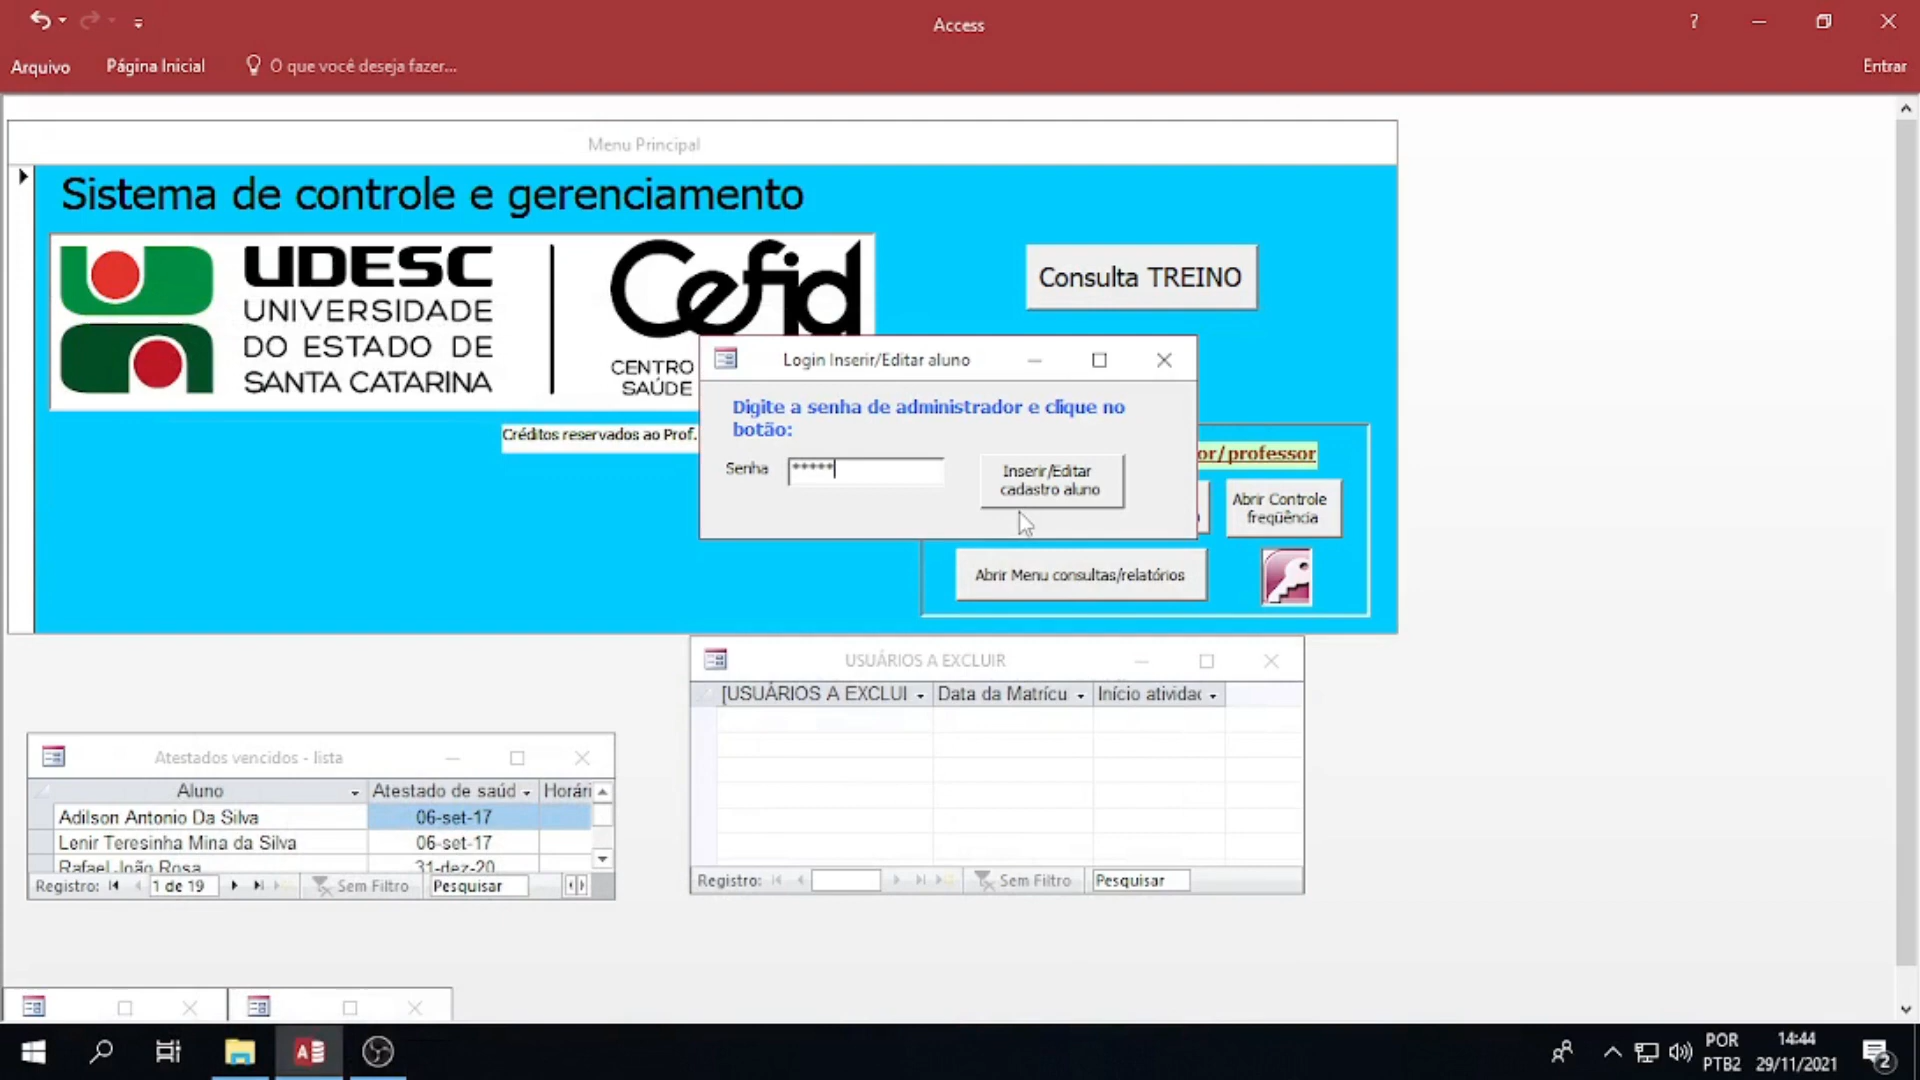 Access
?
Arquivo Página Inicial O que você deseja fazer... Entrar
Menu Principal
Sistema de controle e gerenciamento
UDESC
UNIVERSIDADE
DO ESTADO DE
SANTA CATARINA
Cefid
CENTRO
SAÚDE
Consulta TREINO
Créditos reservados ao Prof.
Login Inserir/Editar aluno
Digite a senha de administrador e clique no
botão:
Senha *****
Inserir/Editar
cadastro aluno
or/professor
Abrir Controle
freqüência
Abrir Menu consultas/relatórios
USUÁRIOS A EXCLUIR
[USUÁRIOS A EXCLUI Data da Matrícu Início atividac
Registro: Sem Filtro Pesquisar
Atestados vencidos - lista
Aluno Atestado de saúd Horári
Adilson Antonio Da Silva 06-set-17
Lenir Teresinha Mina da Silva 06-set-17
Rafael João Rosa 31-dez-20
Registro: 1 de 19 Sem Filtro Pesquisar
POR
PTB2
14:44
29/11/2021
2